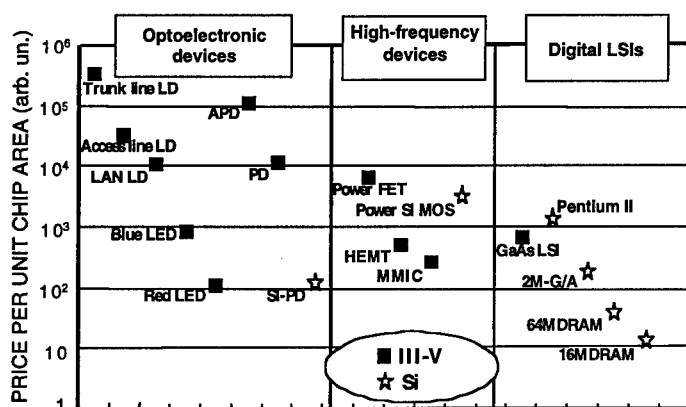 PRICE PER UNIT CHIP AREA (arb. un.)
10⁶
10⁵
10⁴
10³
10²
10
1
Optoelectronic
devices
High-frequency
devices
Digital LSIs
Trunk line LD
APD
Access line LD
LAN LD
PD
Blue LED
Red LED
SI-PD
Power FET
Power SI MOS
HEMT
MMIC
Pentium II
GaAs LSI
2M-G/A
64M DRAM
16M DRAM
III-V
Si